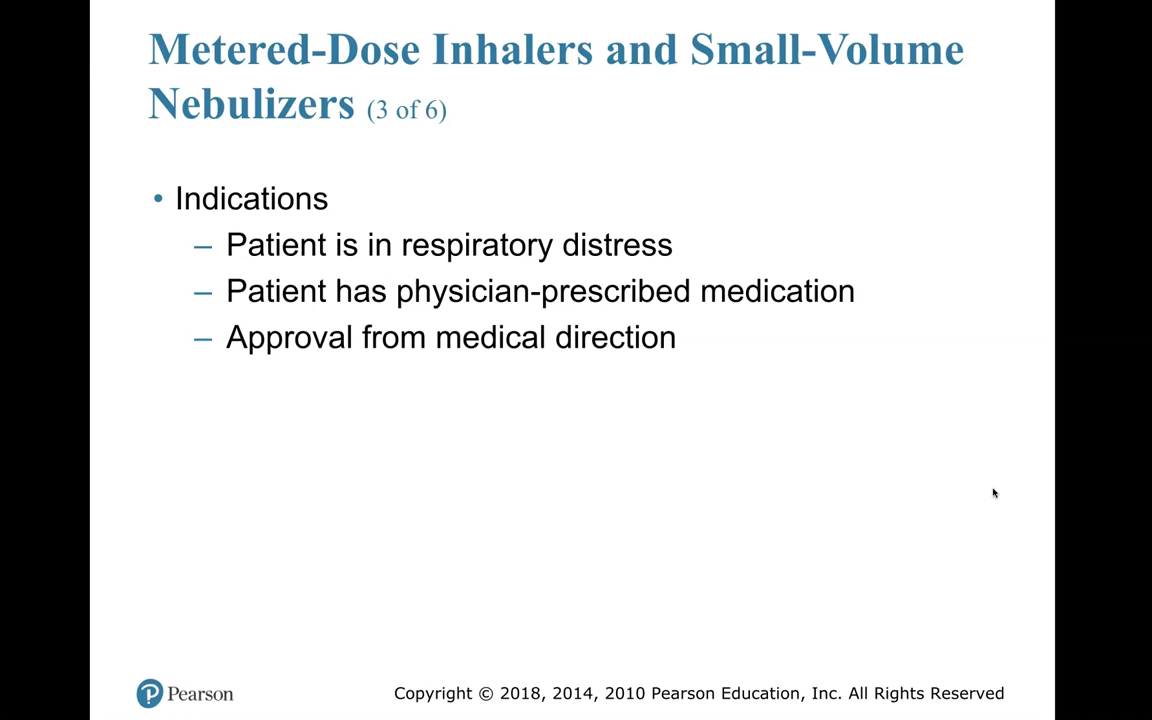 Metered-Dose Inhalers and Small-Volume
Nebulizers (3 of 6)
• Indications
– Patient is in respiratory distress
– Patient has physician-prescribed medication
– Approval from medical direction
Pearson
Copyright © 2018, 2014, 2010 Pearson Education, Inc. All Rights Reserved